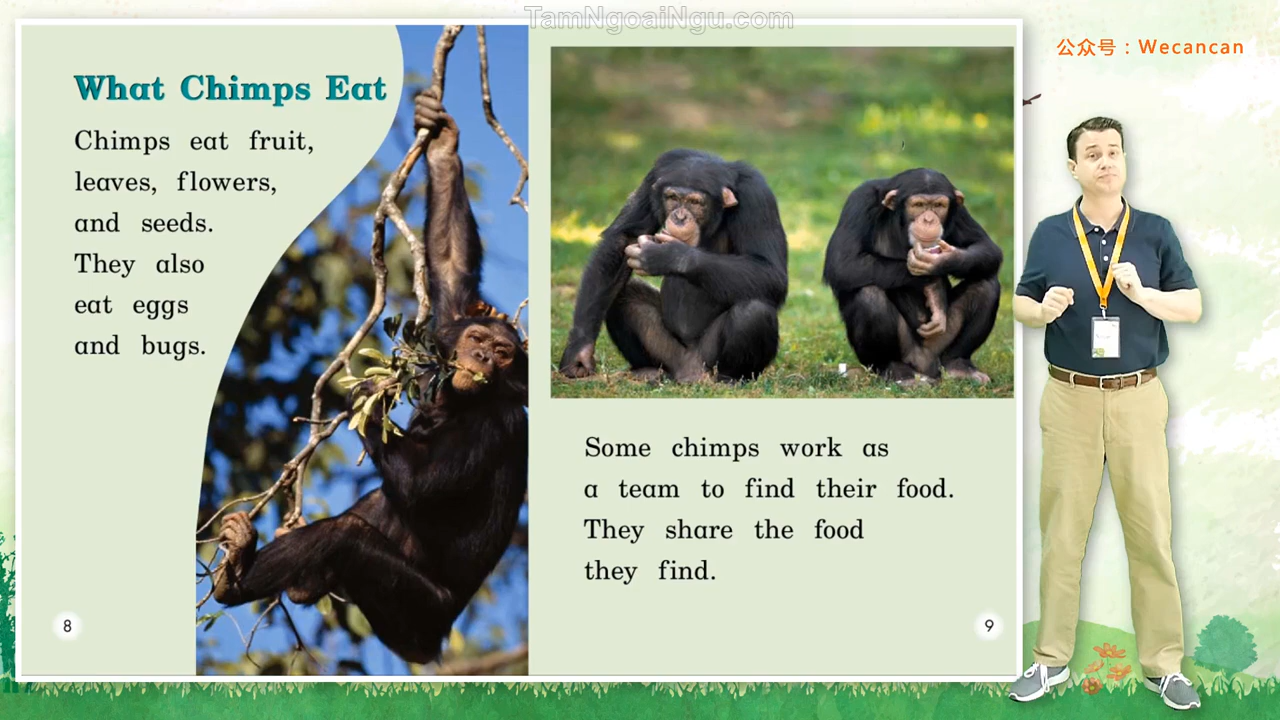 TamNgoaiNgu.com
公众号：Wecancan
What Chimps Eat
Chimps eat fruit,
leaves, flowers,
and seeds.
They also
eat eggs
and bugs.
8
Some chimps work as
a team to find their food.
They share the food
they find.
9